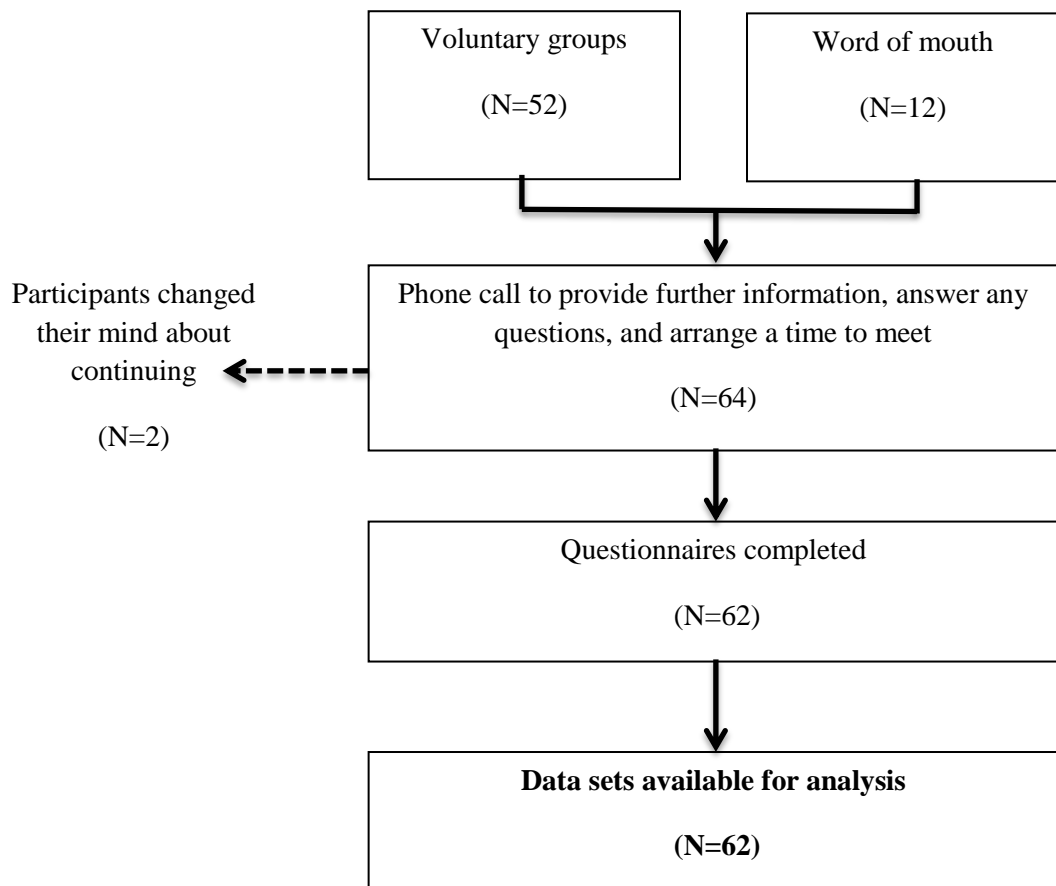 Voluntary groups
(N=52)
Word of mouth
(N=12)
Phone call to provide further information, answer any
questions, and arrange a time to meet
(N=64)
Participants changed
their mind about
continuing
(N=2)
Questionnaires completed
(N=62)
Data sets available for analysis
(N=62)